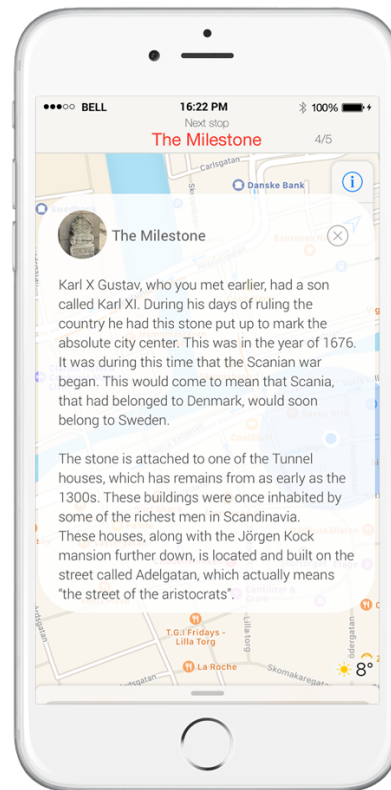 BELL
16:22 PM
100%
Next stop
The Milestone
4/5
Carlsgatan
Danske Bank
The Milestone
Karl X Gustav, who you met earlier, had a son
called Karl XI. During his days of ruling the
country he had this stone put up to mark the
absolute city center. This was in the year of 1676.
It was during this time that the Scanian war
began. This would come to mean that Scania,
that had belonged to Denmark, would soon
belong to Sweden.
The stone is attached to one of the Tunnel
houses, which has remains from as early as the
1300s. These buildings were once inhabited by
some of the richest men in Scandinavia.
These houses, along with the Jörgen Kock
mansion further down, is located and built on the
street called Adelgatan, which actually means
“the street of the aristocrats”.
T.G.I Fridays -
Lilla Torg
Lilla torg
La Roche
Skomakaregatan
8°